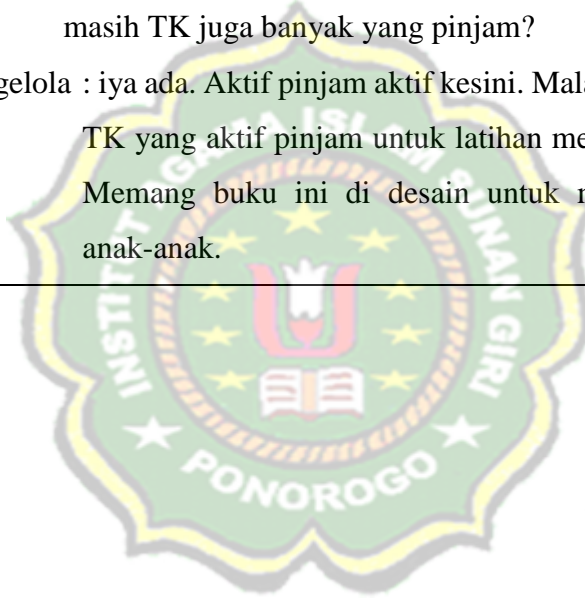 masih TK juga banyak yang pinjam?
gelola : iya ada. Aktif pinjam aktif kesini. Mala
TK yang aktif pinjam untuk latihan me
Memang buku ini di desain untuk
anak-anak.
INSTITUT AGAMA ISLAM SUNAN GIRI
PONOROGO